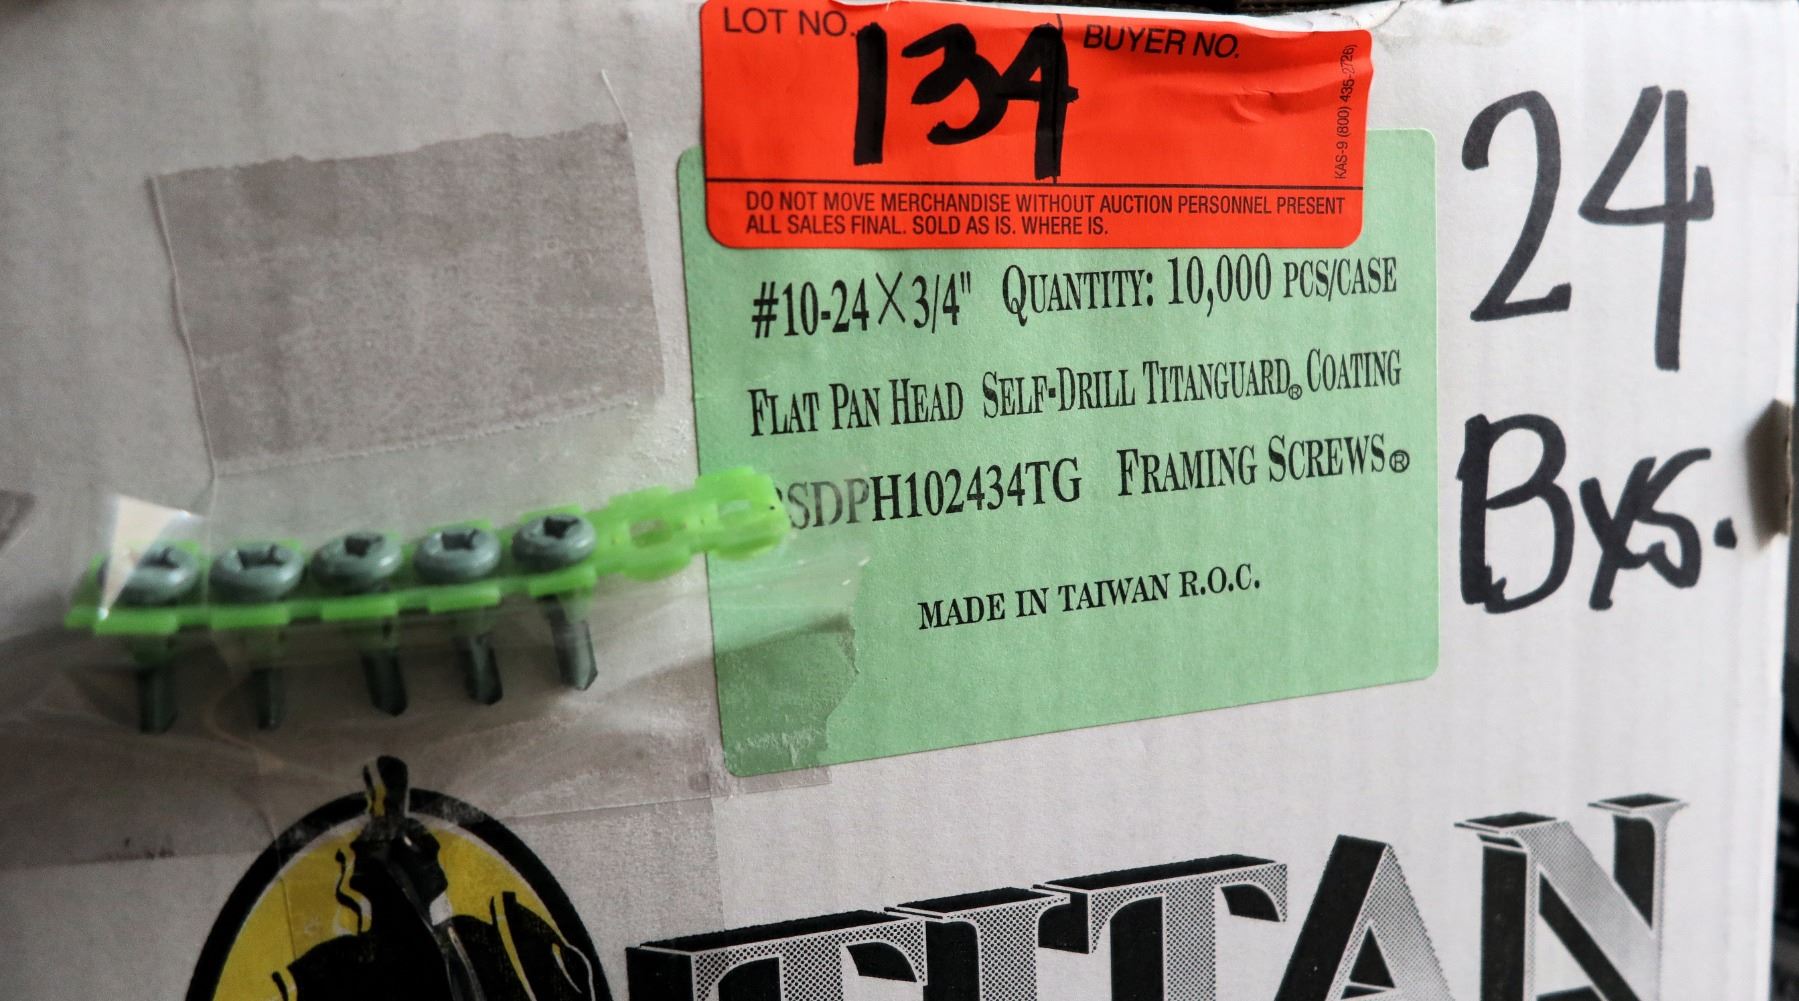 LOT NO. 134 BUYER NO.
KAS-9 (800) 435-2726)
DO NOT MOVE MERCHANDISE WITHOUT AUCTION PERSONNEL PRESENT
ALL SALES FINAL. SOLD AS IS. WHERE IS.
24
Bxs.
#10-24X3/4" QUANTITY: 10,000 PCS/CASE
FLAT PAN HEAD SELF-DRILL TITANGUARD® COATING
SDPH102434TG FRAMING SCREWS®
MADE IN TAIWAN R.O.C.
TITAN